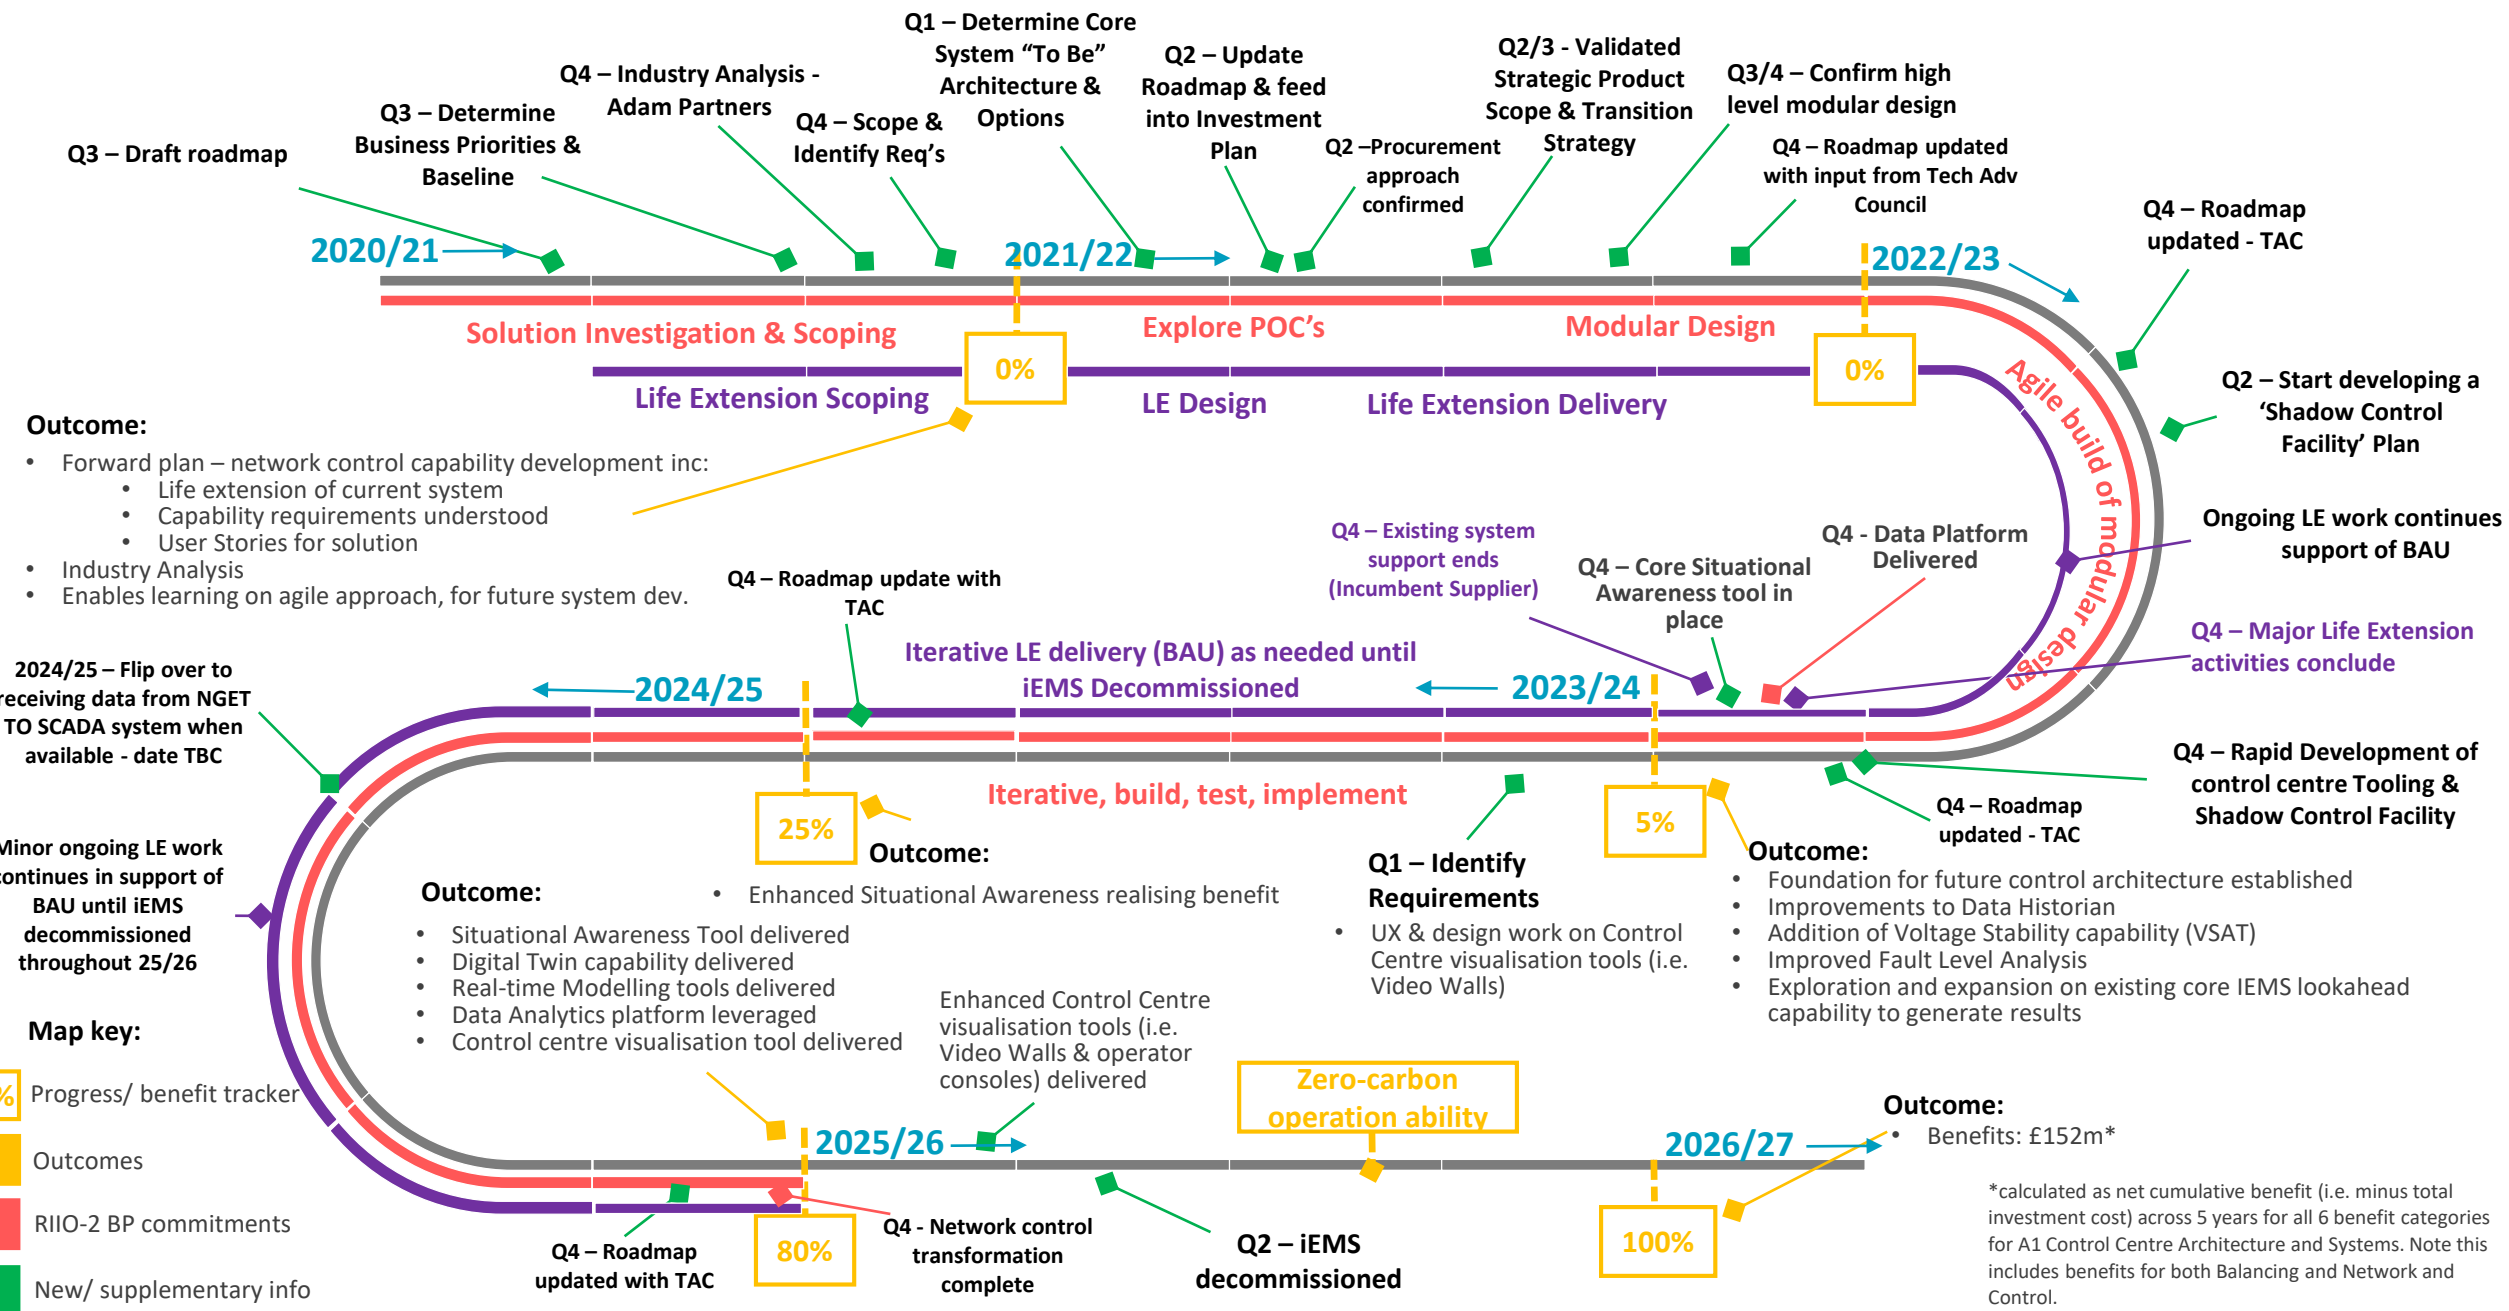 Q3 – Draft roadmap
Q3 – Determine
Business Priorities &
Baseline
Q4 – Industry Analysis -
Adam Partners
Q4 – Scope &
Identify Req's
Q1 – Determine Core
System "To Be"
Architecture &
Options
Q2 – Update
Roadmap & feed
into Investment
Plan
Q2 –Procurement
approach
confirmed
Q2/3 - Validated
Strategic Product
Scope & Transition
Strategy
Q3/4 – Confirm high
level modular design
Q4 – Roadmap updated
with input from Tech Adv
Council
Q4 – Roadmap
updated - TAC
2020/21
2021/22
2022/23
Solution Investigation & Scoping
Explore POC's
Modular Design
0%
0%
Life Extension Scoping
LE Design
Life Extension Delivery
Agile build of modular design
Q2 – Start developing a
'Shadow Control
Facility' Plan
Ongoing LE work continues
support of BAU
Q4 – Major Life Extension
activities conclude
Outcome:
• Forward plan – network control capability development inc:
• Life extension of current system
• Capability requirements understood
• User Stories for solution
• Industry Analysis
• Enables learning on agile approach, for future system dev.
Q4 – Roadmap update with
TAC
Q4 – Existing system
support ends
(Incumbent Supplier)
Q4 – Core Situational
Awareness tool in
place
Q4 - Data Platform
Delivered
2024/25 – Flip over to
receiving data from NGET
TO SCADA system when
available - date TBC
2024/25
Iterative LE delivery (BAU) as needed until
iEMS Decommissioned
2023/24
Q4 – Rapid Development of
control centre Tooling &
Shadow Control Facility
Q4 – Roadmap
updated - TAC
Iterative, build, test, implement
25%
5%
Minor ongoing LE work
continues in support of
BAU until iEMS
decommissioned
throughout 25/26
Outcome:
• Enhanced Situational Awareness realising benefit
Q1 – Identify
Requirements
• UX & design work on Control
Centre visualisation tools (i.e.
Video Walls)
Outcome:
• Foundation for future control architecture established
• Improvements to Data Historian
• Addition of Voltage Stability capability (VSAT)
• Improved Fault Level Analysis
• Exploration and expansion on existing core IEMS lookahead
capability to generate results
Outcome:
• Situational Awareness Tool delivered
• Digital Twin capability delivered
• Real-time Modelling tools delivered
• Data Analytics platform leveraged
• Control centre visualisation tool delivered
Enhanced Control Centre
visualisation tools (i.e.
Video Walls & operator
consoles) delivered
Zero-carbon
operation ability
2025/26
2026/27
Outcome:
• Benefits: £152m*
Map key:
% Progress/ benefit tracker
Outcomes
RIIO-2 BP commitments
New/ supplementary info
Q4 – Roadmap
updated with TAC
80%
Q4 - Network control
transformation
complete
Q2 – iEMS
decommissioned
100%
*calculated as net cumulative benefit (i.e. minus total
investment cost) across 5 years for all 6 benefit categories
for A1 Control Centre Architecture and Systems. Note this
includes benefits for both Balancing and Network and
Control.